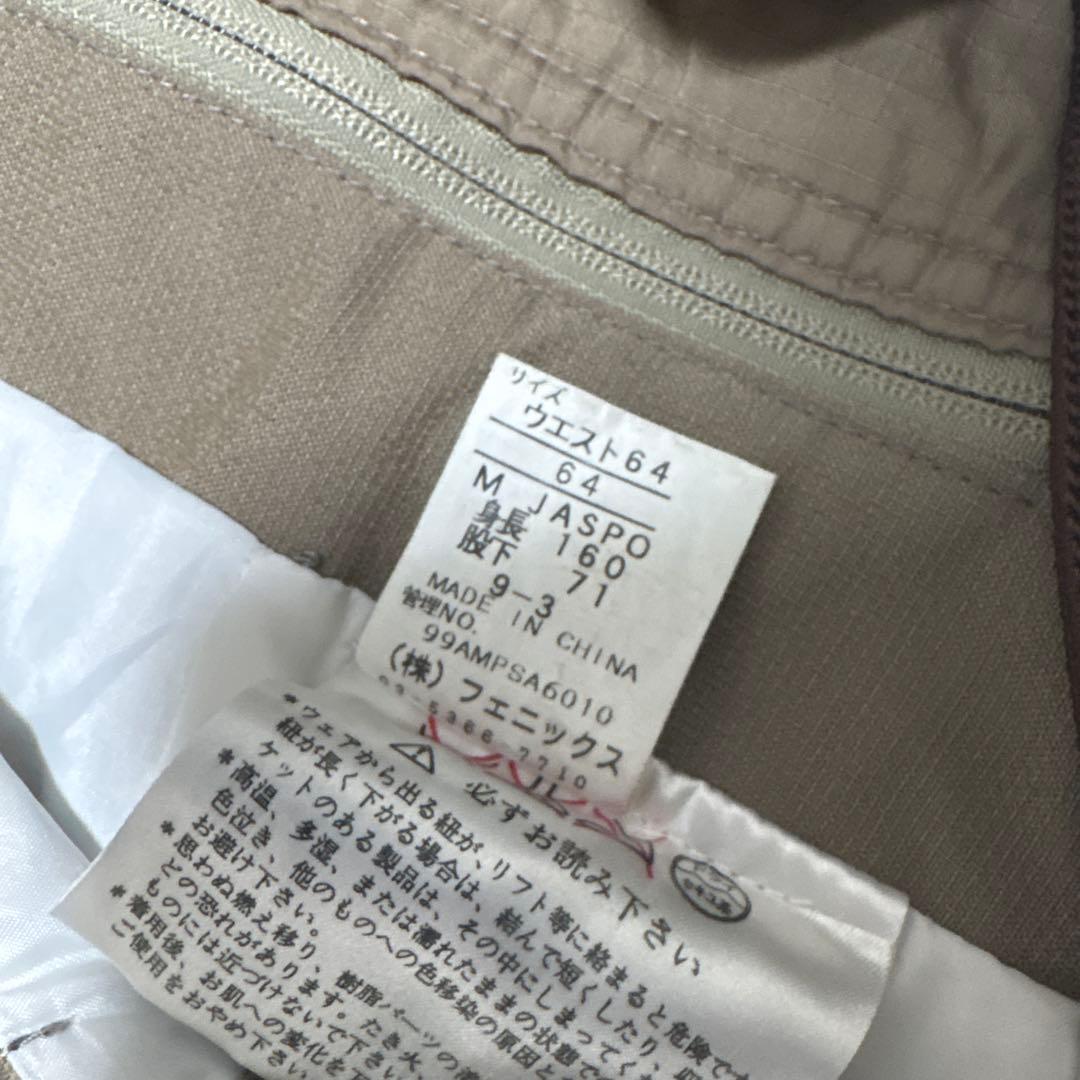 サイズ
ウエスト64
64
M JASPO
身長 160
股下 71
9-3
MADE IN CHINA
管理NO.
99AMPSA6010
(株)フェニックス
5366-7710
⚠ 必ずお読み下さい
*ウェアから出る紐が、リフト等に絡まると危険です
紐が長く下がる場合は、結んで短くしたり、
ケットのある製品は、その中にしまってく
*高温、多湿、または濡れたままの状態で
色泣き、他のものへの色移染の原因と
お避け下さい。
*思わぬ燃え移り、樹脂パーツの
どの恐れがあります。たき火、
ものには近づけないで下さい
*着用後、お肌への変化を
ご使用をおやめ下さい